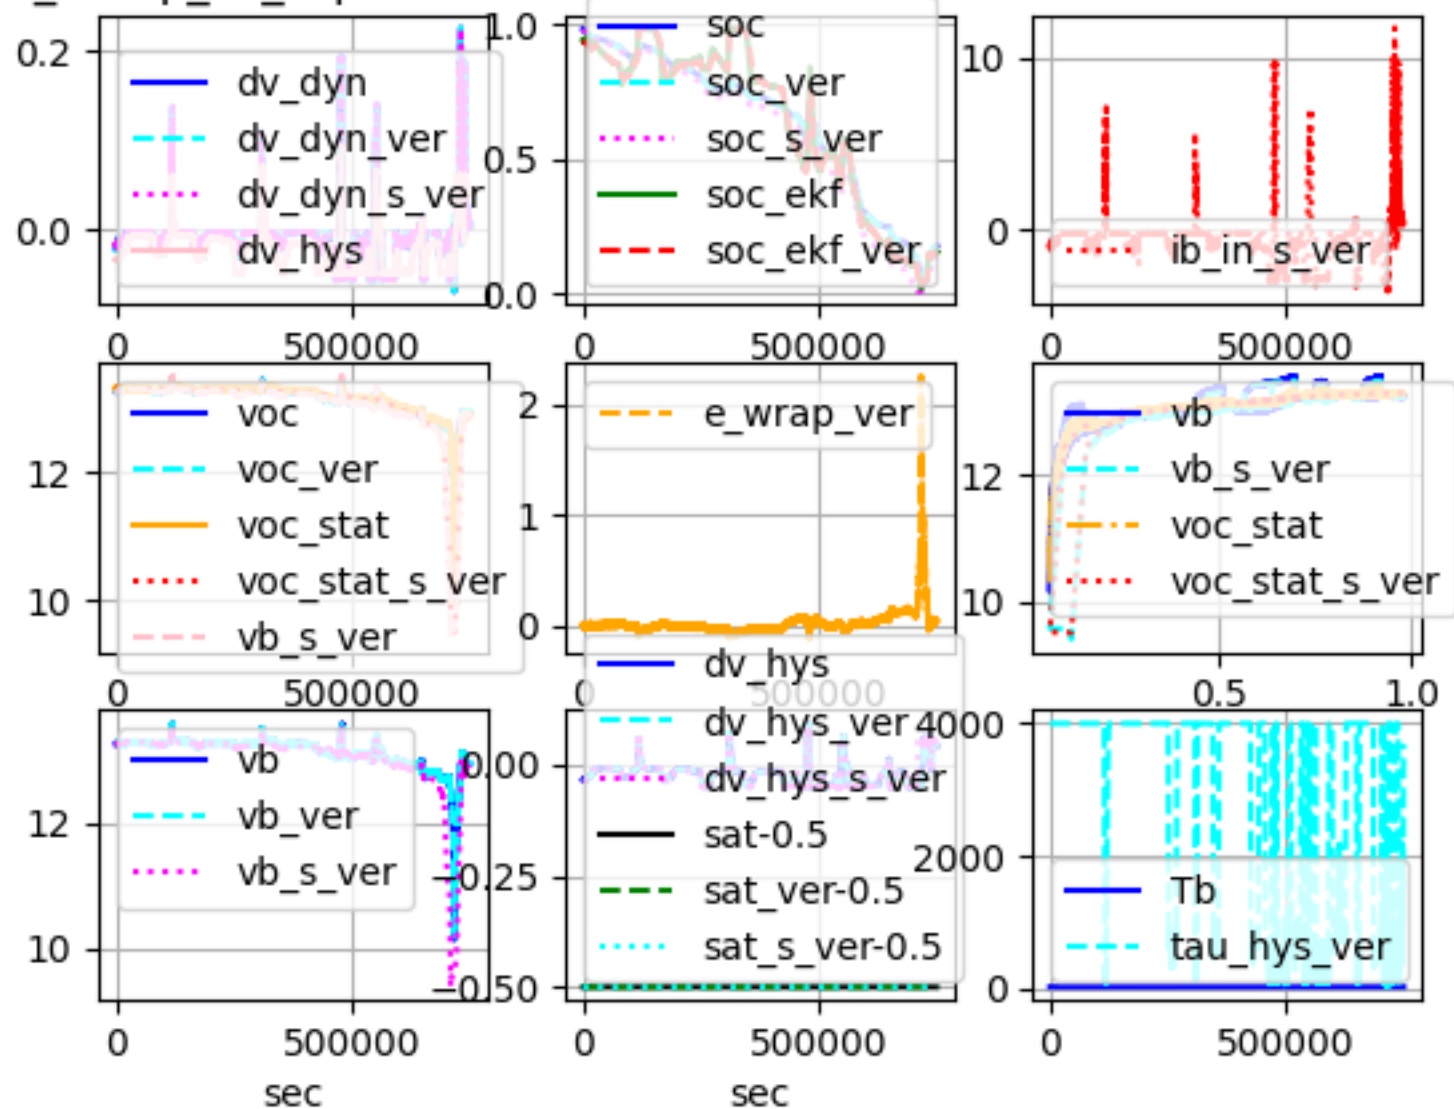 0.2
0.0
dv_dyn
dv_dyn_ver
dv_dyn_s_ver
dv_hys
0
500000
1.0
0.5
0.0
soc
soc_ver
soc_s_ver
soc_ekf
soc_ekf_ver
0
500000
10
0
ib_in_s_ver
0
500000
12
10
voc
voc_ver
voc_stat
voc_stat_s_ver
vb_s_ver
0
500000
2
1
0
e_wrap_ver
0
500000
12
10
vb
vb_s_ver
voc_stat
voc_stat_s_ver
0.5
1.0
12
10
vb
vb_ver
vb_s_ver
0
500000
sec
0.00
−0.25
−0.50
dv_hys
dv_hys_ver
dv_hys_s_ver
sat-0.5
sat_ver-0.5
sat_s_ver-0.5
0
500000
sec
4000
2000
0
Tb
tau_hys_ver
0
500000